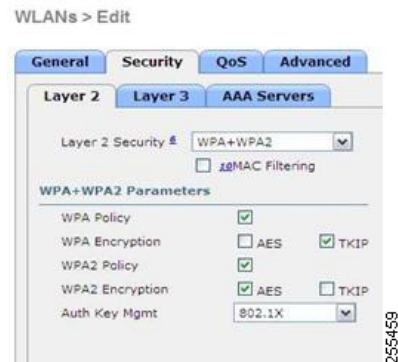 WLANs > Edit
General Security QoS Advanced
Layer 2 Layer 3 AAA Servers
Layer 2 Security 6 WPA+WPA2
10MAC Filtering
WPA+WPA2 Parameters
WPA Policy
WPA Encryption AES TKIP
WPA2 Policy
WPA2 Encryption AES TKIP
Auth Key Mgmt 802.1X
255459